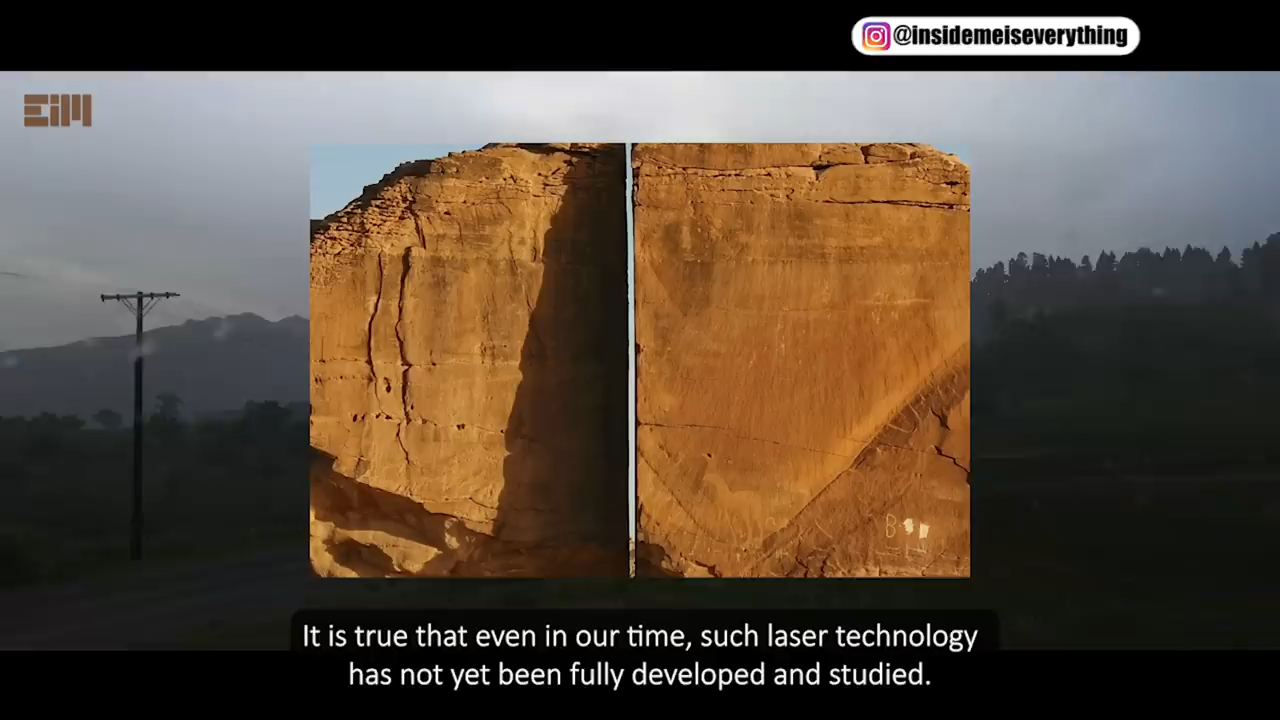 @insidemeiseverything
EIM
It is true that even in our time, such laser technology
has not yet been fully developed and studied.